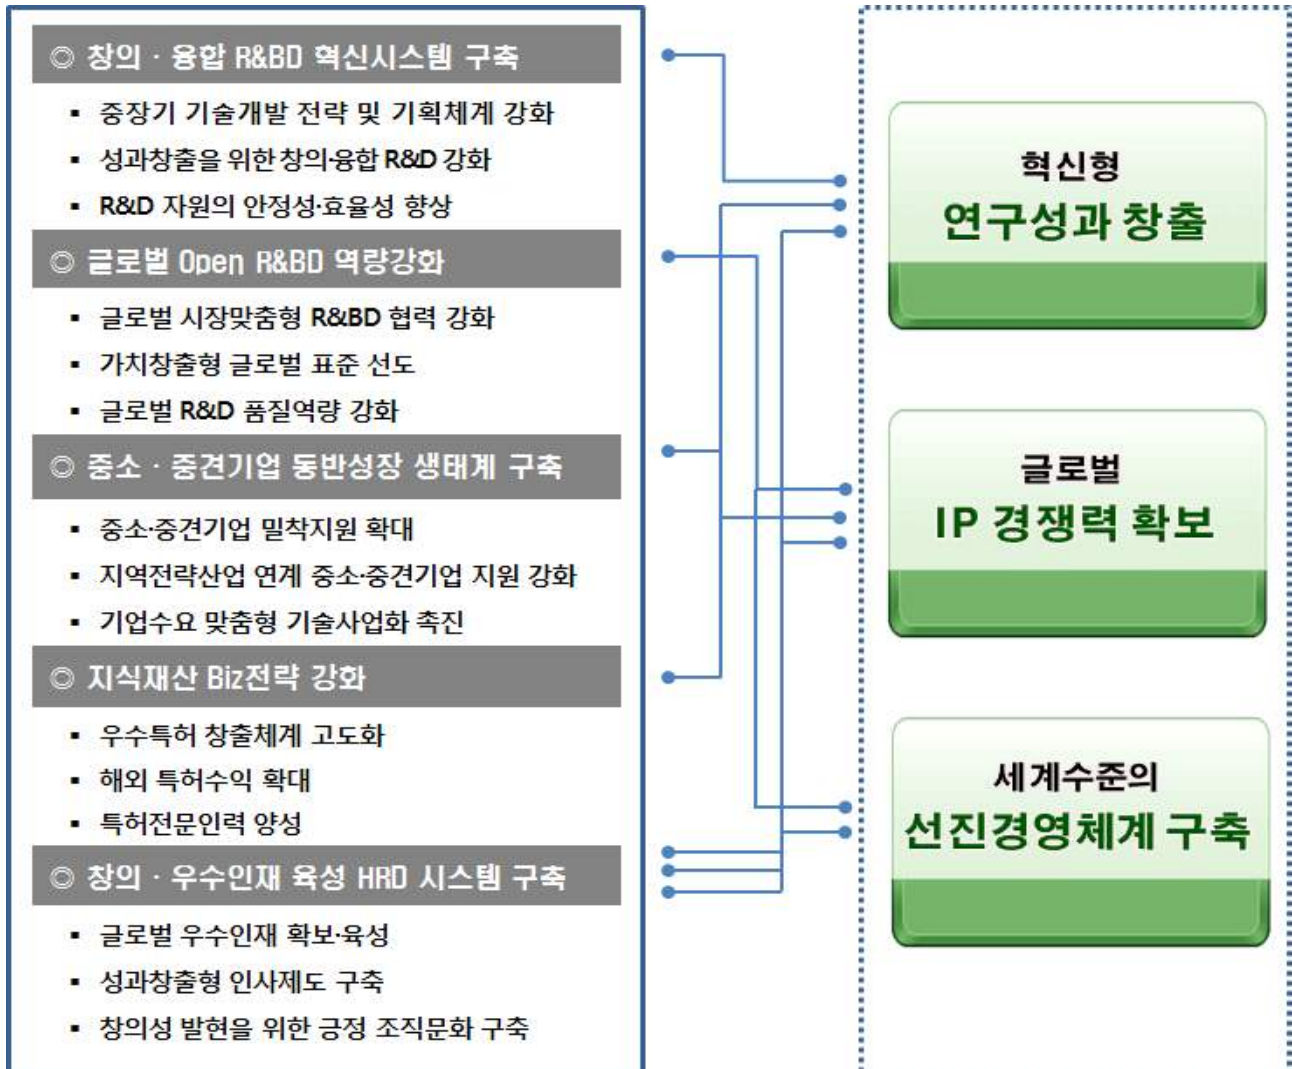 ◎ 창의 · 융합 R&BD 혁신시스템 구축
▪ 중장기 기술개발 전략 및 기획체계 강화
▪ 성과창출을 위한 창의·융합 R&D 강화
▪ R&D 자원의 안정성·효율성 향상
◎ 글로벌 Open R&BD 역량강화
▪ 글로벌 시장맞춤형 R&BD 협력 강화
▪ 가치창출형 글로벌 표준 선도
▪ 글로벌 R&D 품질역량 강화
◎ 중소 · 중견기업 동반성장 생태계 구축
▪ 중소·중견기업 밀착지원 확대
▪ 지역전략산업 연계 중소·중견기업 지원 강화
▪ 기업수요 맞춤형 기술사업화 촉진
◎ 지식재산 Biz전략 강화
▪ 우수특허 창출체계 고도화
▪ 해외 특허수익 확대
▪ 특허전문인력 양성
◎ 창의 · 우수인재 육성 HRD 시스템 구축
▪ 글로벌 우수인재 확보·육성
▪ 성과창출형 인사제도 구축
▪ 창의성 발현을 위한 긍정 조직문화 구축
혁신형
연구성과 창출
글로벌
IP 경쟁력 확보
세계수준의
선진경영체계 구축